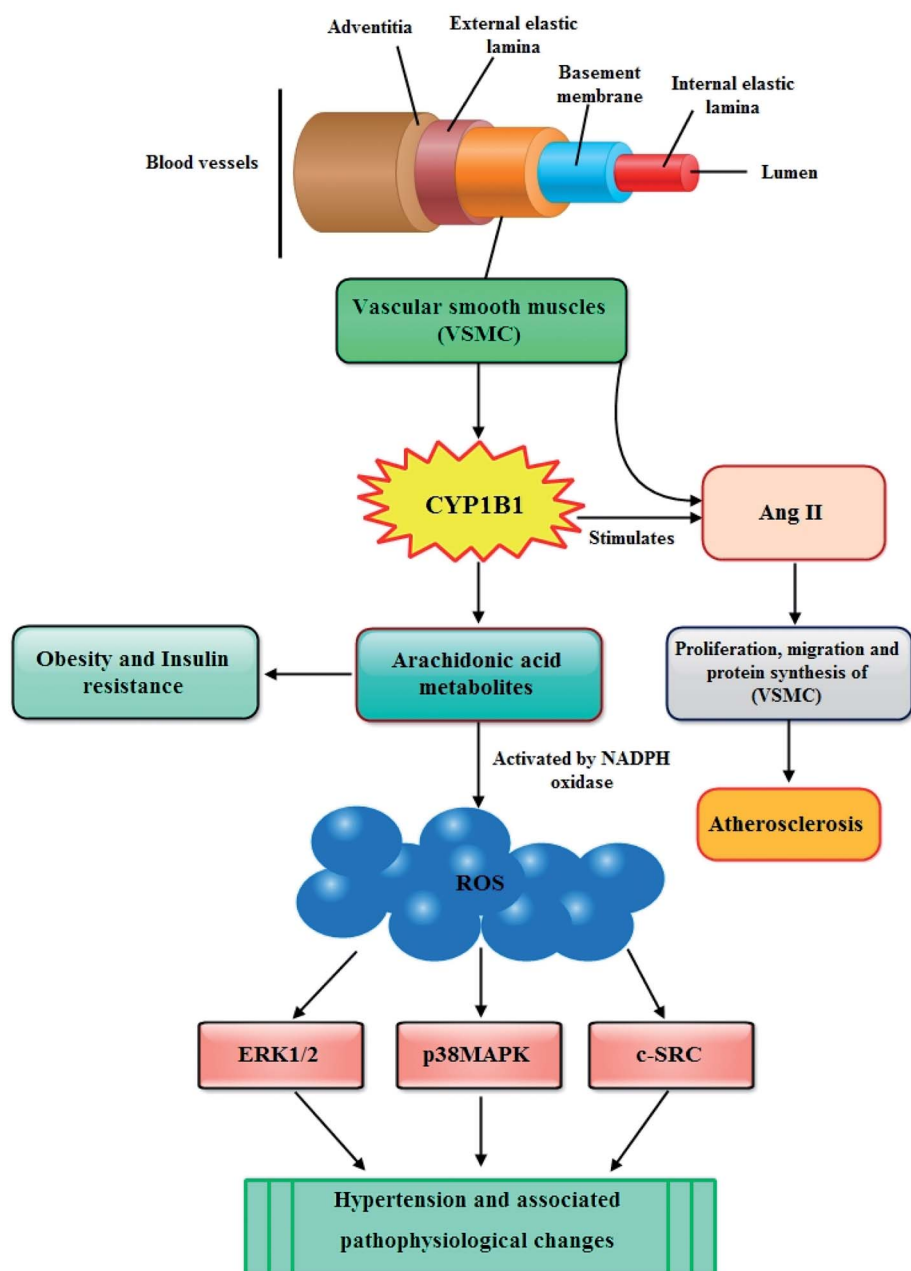 Adventitia
External elastic
lamina
Basement
membrane
Internal elastic
lamina
Blood vessels
Lumen
Vascular smooth muscles
(VSMC)
CYP1B1
Stimulates
Ang II
Obesity and Insulin
resistance
Arachidonic acid
metabolites
Proliferation, migration and
protein synthesis of
(VSMC)
Activated by NADPH
oxidase
Atherosclerosis
ROS
ERK1/2
p38MAPK
c-SRC
Hypertension and associated
pathophysiological changes